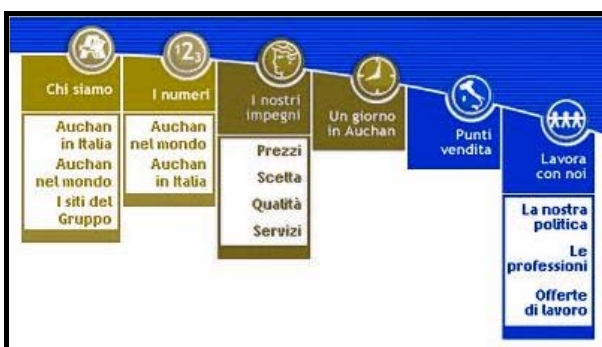 Chi siamo
Auchan
in Italia
Auchan
nel mondo
I siti del
Gruppo
123
I numeri
Auchan
nel mondo
Auchan
in Italia
I nostri
impegni
Prezzi
Scelta
Qualità
Servizi
Un giorno
in Auchan
Punti
vendita
Lavora
con noi
La nostra
politica
Le
professioni
Offerte
di lavoro